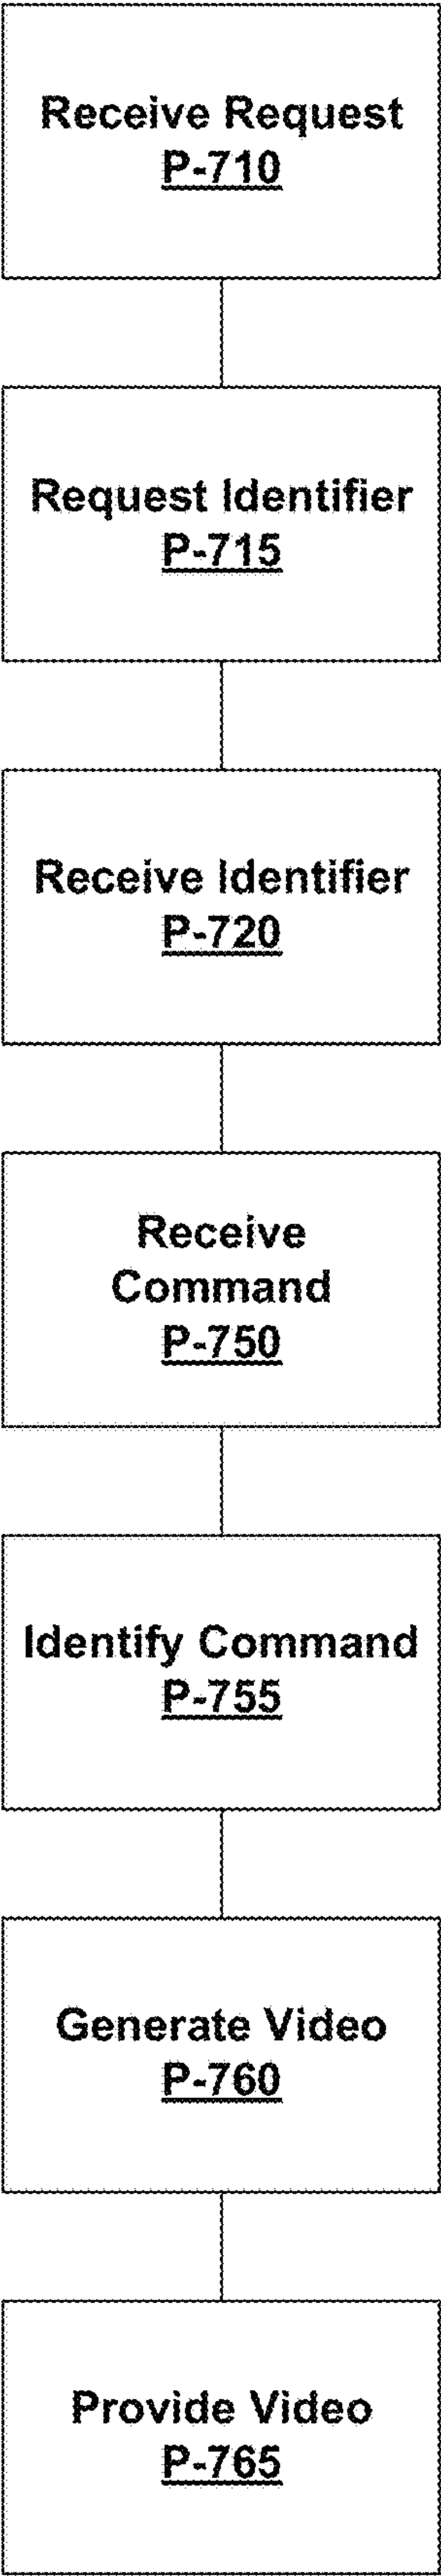 Receive Request
P-710
Request Identifier
P-715
Receive Identifier
P-720
Receive
Command
P-750
Identify Command
P-755
Generate Video
P-760
Provide Video
P-765